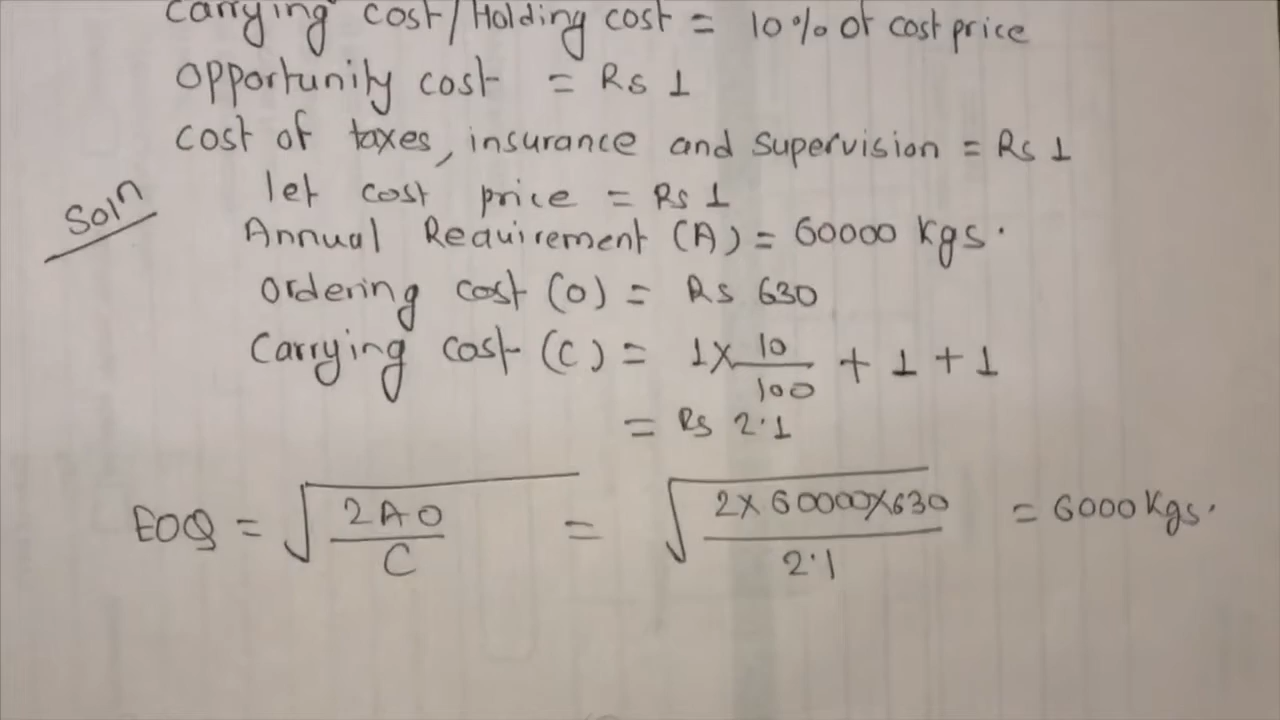 Carrying cost/Holding cost = 10% of cost price
opportunity cost = Rs 1
cost of taxes, insurance and supervision = Rs 1
Soln
let cost price = Rs 1
Annual Requirement (A) = 60000 kgs.
ordering cost (O) = Rs 630
Carrying cost (C) = 1 × 10/100 + 1 + 1
= Rs 2.1
EOQ = √(2AO/C) = √(2×60000×630/2.1) = 6000 Kgs.